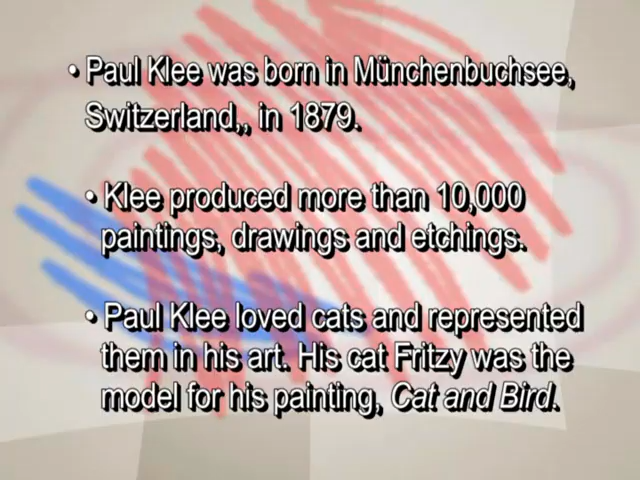 • Paul Klee was born in Münchenbuchsee,
Switzerland,, in 1879.
• Klee produced more than 10,000
paintings, drawings and etchings.
• Paul Klee loved cats and represented
them in his art. His cat Fritzy was the
model for his painting, Cat and Bird.